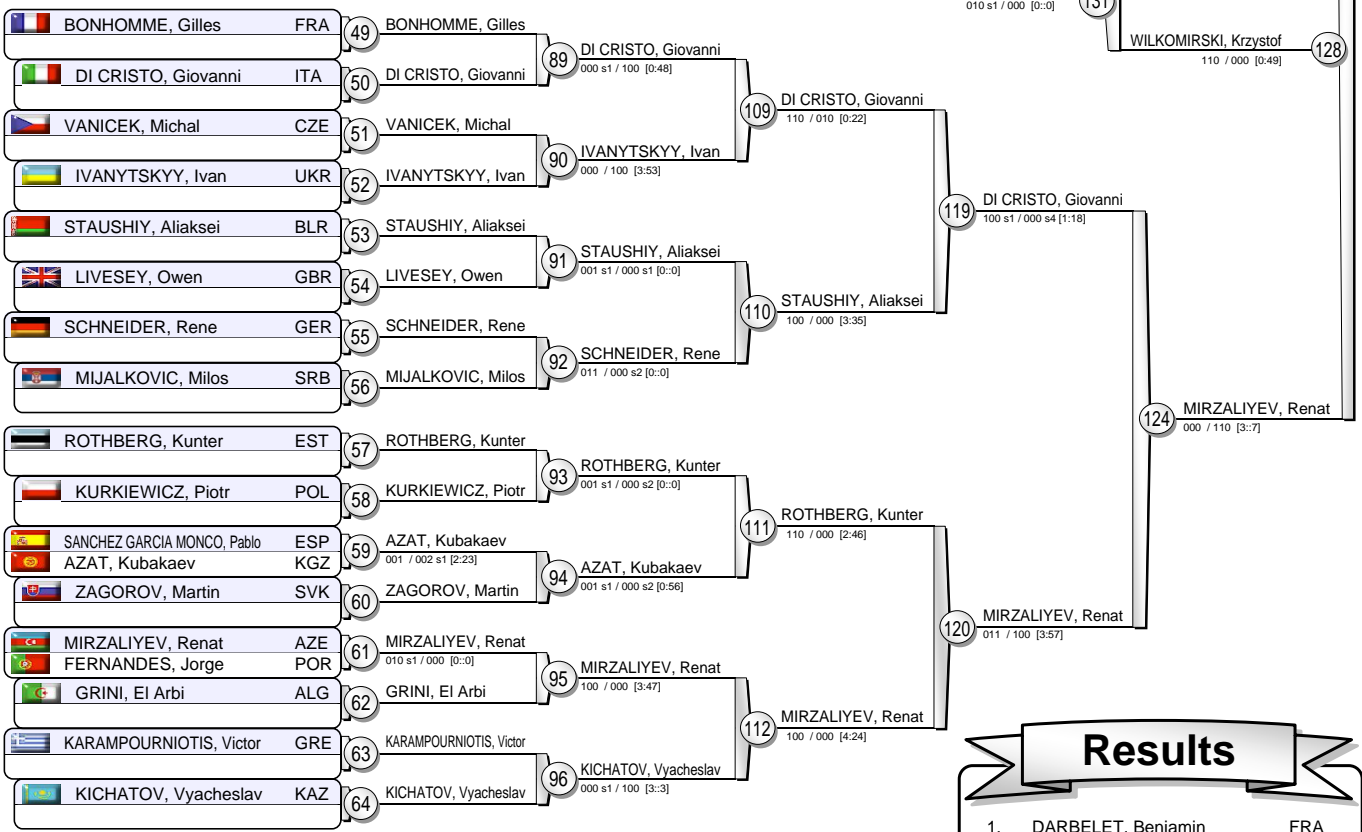 010 s1 / 000 [0::0]
131
WILKOMIRSKI, Krzystof
110 / 000 [0:49]
128
BONHOMME, Gilles FRA
49
BONHOMME, Gilles
DI CRISTO, Giovanni ITA
50
DI CRISTO, Giovanni
89
DI CRISTO, Giovanni
000 s1 / 100 [0:48]
VANICEK, Michal CZE
51
VANICEK, Michal
IVANYTSKYY, Ivan UKR
52
IVANYTSKYY, Ivan
90
IVANYTSKYY, Ivan
000 / 100 [3:53]
109
DI CRISTO, Giovanni
110 / 010 [0:22]
STAUSHIY, Aliaksei BLR
53
STAUSHIY, Aliaksei
LIVESEY, Owen GBR
54
LIVESEY, Owen
91
STAUSHIY, Aliaksei
001 s1 / 000 s1 [0::0]
SCHNEIDER, Rene GER
55
SCHNEIDER, Rene
MIJALKOVIC, Milos SRB
56
MIJALKOVIC, Milos
92
SCHNEIDER, Rene
011 / 000 s2 [0::0]
110
STAUSHIY, Aliaksei
100 / 000 [3:35]
119
DI CRISTO, Giovanni
100 s1 / 000 s4 [1:18]
ROTHBERG, Kunter EST
57
ROTHBERG, Kunter
KURKIEWICZ, Piotr POL
58
KURKIEWICZ, Piotr
93
ROTHBERG, Kunter
001 s1 / 000 s2 [0::0]
SANCHEZ GARCIA MONCO, Pablo ESP
AZAT, Kubakaev KGZ
59
AZAT, Kubakaev
001 / 002 s1 [2:23]
ZAGOROV, Martin SVK
60
ZAGOROV, Martin
94
AZAT, Kubakaev
001 s1 / 000 s2 [0:56]
111
ROTHBERG, Kunter
110 / 000 [2:46]
MIRZALIYEV, Renat AZE
FERNANDES, Jorge POR
61
MIRZALIYEV, Renat
010 s1 / 000 [0::0]
GRINI, El Arbi ALG
62
GRINI, El Arbi
95
MIRZALIYEV, Renat
100 / 000 [3:47]
KARAMPOURNIOTIS, Victor GRE
63
KARAMPOURNIOTIS, Victor
KICHATOV, Vyacheslav KAZ
64
KICHATOV, Vyacheslav
96
KICHATOV, Vyacheslav
000 s1 / 100 [3::3]
112
MIRZALIYEV, Renat
100 / 000 [4:24]
120
MIRZALIYEV, Renat
011 / 100 [3:57]
124
MIRZALIYEV, Renat
000 / 110 [3::7]
Results
1. DARBELET, Benjamin FRA